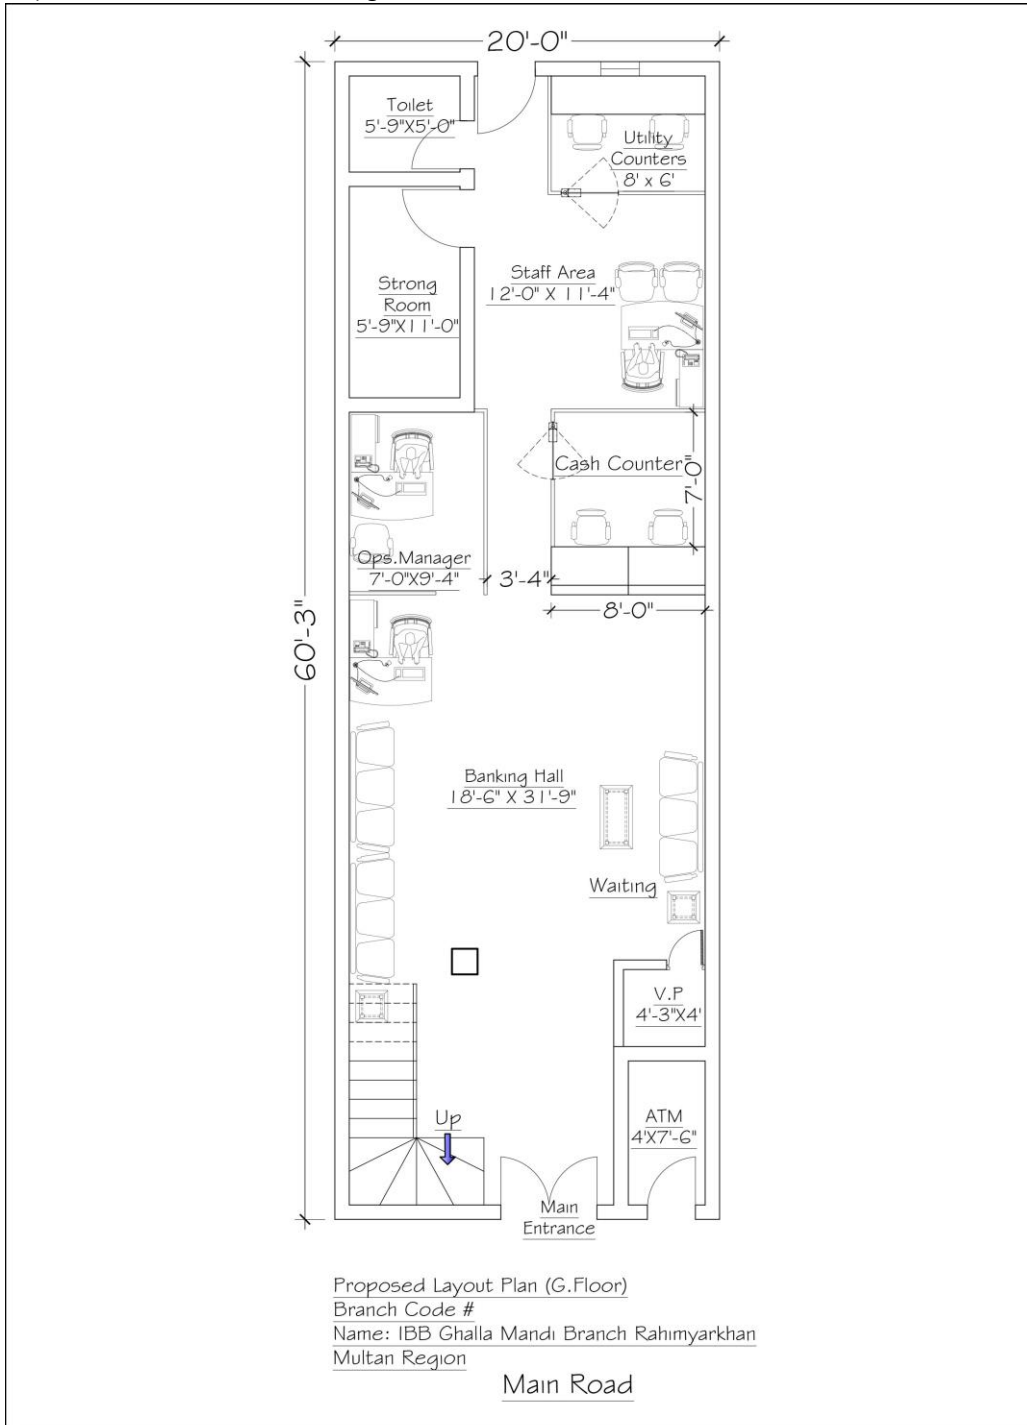 20'-0"
Toilet
5'-9"X5'-0"
Utility
Counters
8' x 6'
Staff Area
12'-0" X 11'-4"
Strong
Room
5'-9"X11'-0"
Cash Counter
7'-0"
Ops.Manager
7'-0"X9'-4"
3'-4"
8'-0"
60'-3"
Banking Hall
18'-6" X 31'-9"
Waiting
V.P
4'-3"X4'
ATM
4'X7'-6"
Up
Main
Entrance
Proposed Layout Plan (G.Floor)
Branch Code #
Name: IBB Ghalla Mandi Branch Rahimyarkhan
Multan Region
Main Road